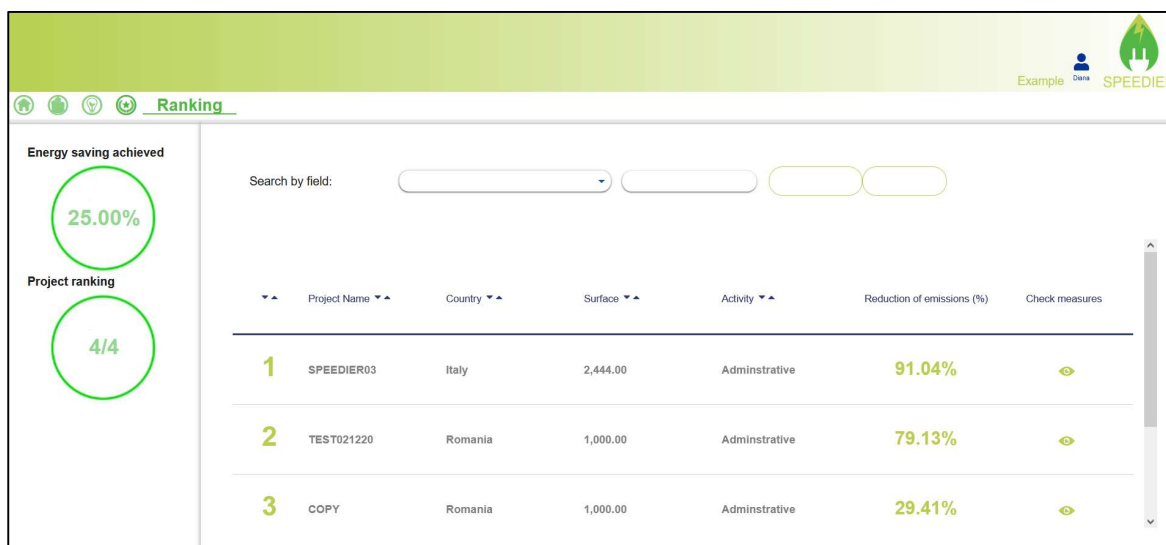 Example
Diana
SPEEDIE
Ranking
Energy saving achieved
25.00%
Project ranking
4/4
Search by field:
Project Name Country Surface Activity Reduction of emissions (%) Check measures
1 SPEEDIER03 Italy 2,444.00 Adminstrative 91.04%
2 TEST021220 Romania 1,000.00 Adminstrative 79.13%
3 COPY Romania 1,000.00 Adminstrative 29.41%